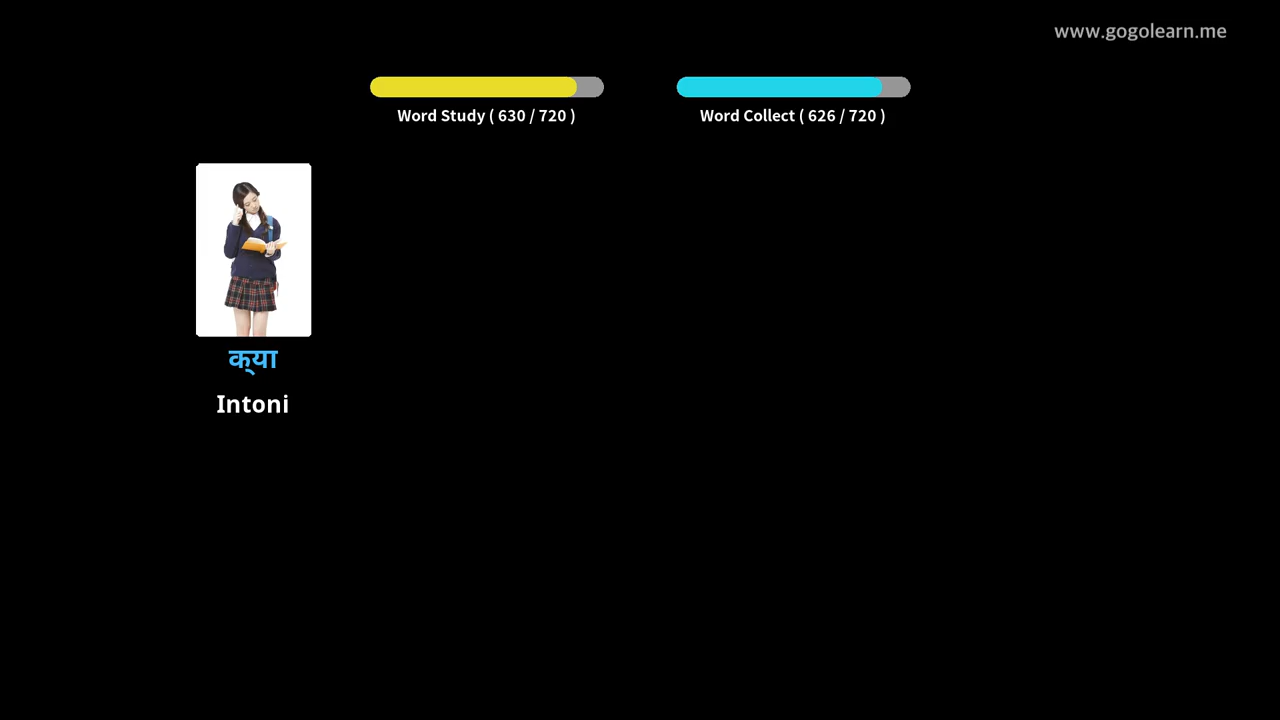 www.gogolearn.me
Word Study ( 630 / 720 )
Word Collect ( 626 / 720 )
क्या
Intoni